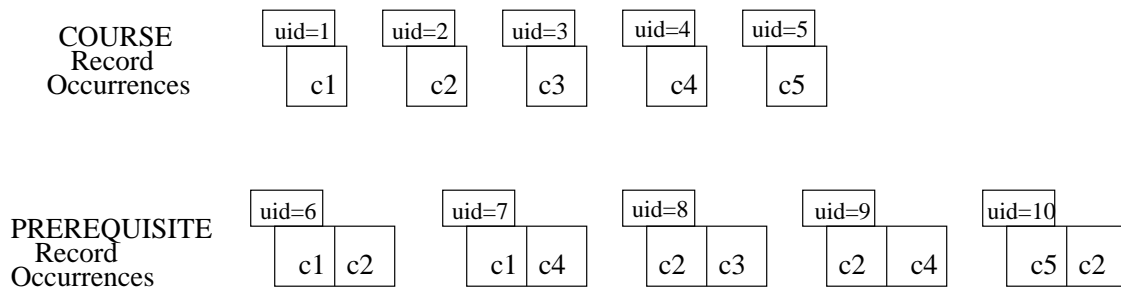 COURSE
Record
Occurrences
uid=1 uid=2 uid=3 uid=4 uid=5
c1 c2 c3 c4 c5
PREREQUISITE
Record
Occurrences
uid=6 uid=7 uid=8 uid=9 uid=10
c1 c2 c1 c4 c2 c3 c2 c4 c5 c2